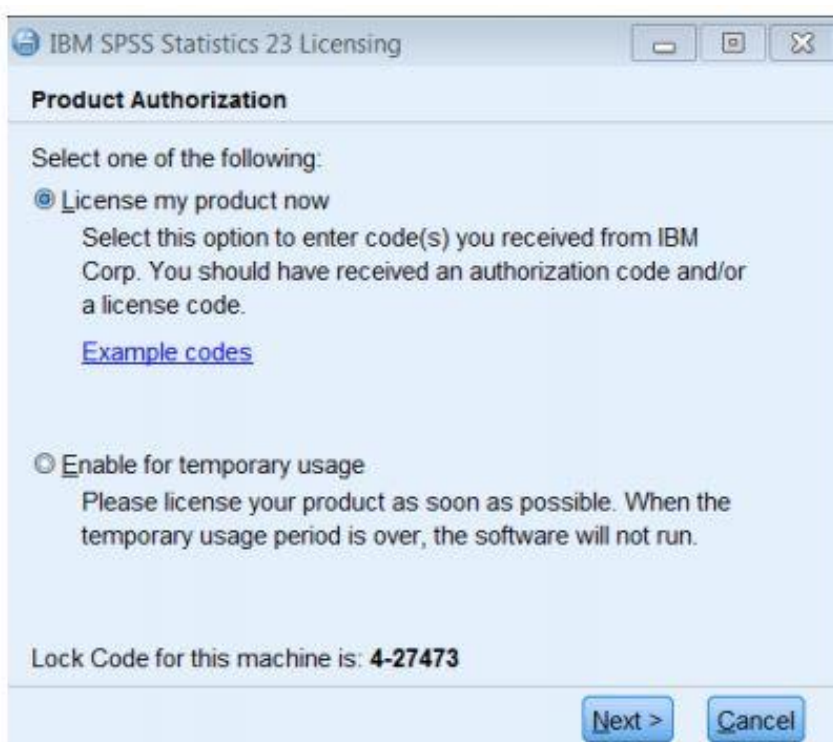 IBM SPSS Statistics 23 Licensing
Product Authorization
Select one of the following:
License my product now
Select this option to enter code(s) you received from IBM
Corp. You should have received an authorization code and/or
a license code.
Example codes
Enable for temporary usage
Please license your product as soon as possible. When the
temporary usage period is over, the software will not run.
Lock Code for this machine is: 4-27473
Next > Cancel